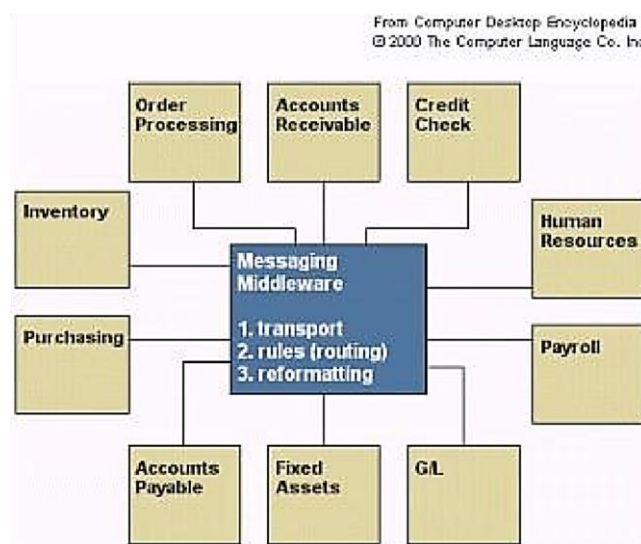 From Computer Desktop Encyclopedia
© 2000 The Computer Language Co. Inc
Order
Processing
Accounts
Receivable
Credit
Check
Inventory
Human
Resources
Messaging
Middleware
1. transport
2. rules (routing)
3. reformatting
Purchasing
Payroll
Accounts
Payable
Fixed
Assets
G/L